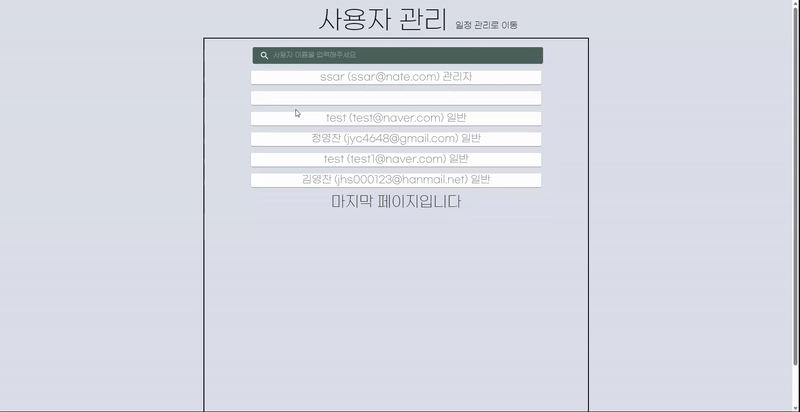 사용자 관리 일정 관리로 이동
사용자 이름을 입력해주세요
ssar (ssar@nate.com) 관리자
test (test@naver.com) 일반
정영찬 (jyc4648@gmail.com) 일반
test (test1@naver.com) 일반
김영찬 (jhs000123@hanmail.net) 일반
마지막 페이지입니다